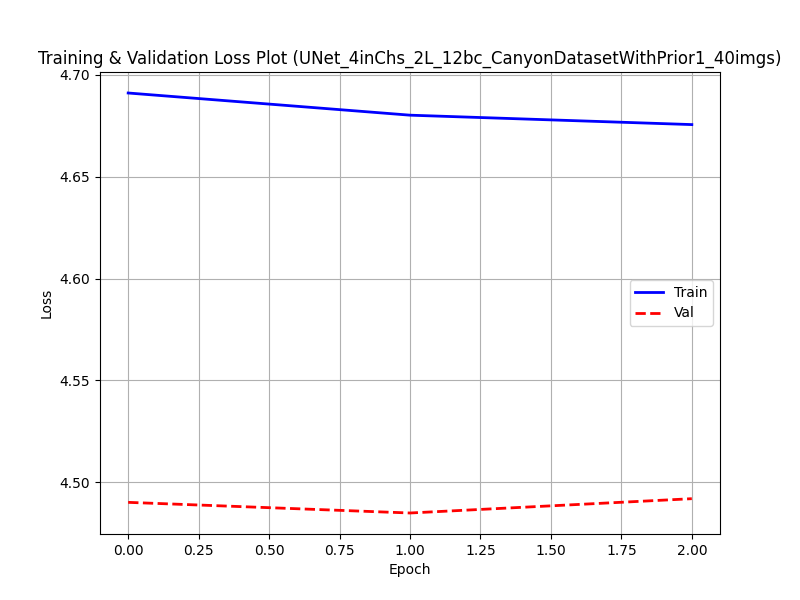 Training & Validation Loss Plot (UNet_4inChs_2L_12bc_CanyonDatasetWithPrior1_40imgs)
4.70
4.65
4.60
4.55
4.50
Loss
Train
Val
0.00 0.25 0.50 0.75 1.00 1.25 1.50 1.75 2.00
Epoch